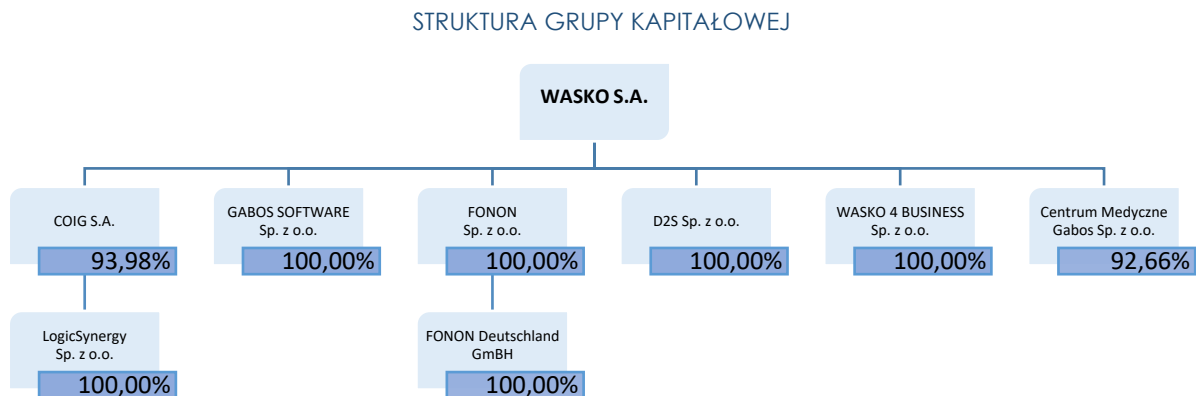 STRUKTURA GRUPY KAPITAŁOWEJ
WASKO S.A.
COIG S.A.
93,98%
GABOS SOFTWARE
Sp. z o.o.
100,00%
FONON
Sp. z o.o.
100,00%
D2S Sp. z o.o.
100,00%
WASKO 4 BUSINESS
Sp. z o.o.
100,00%
Centrum Medyczne
Gabos Sp. z o.o.
92,66%
LogicSynergy
Sp. z o.o.
100,00%
FONON Deutschland
GmBH
100,00%